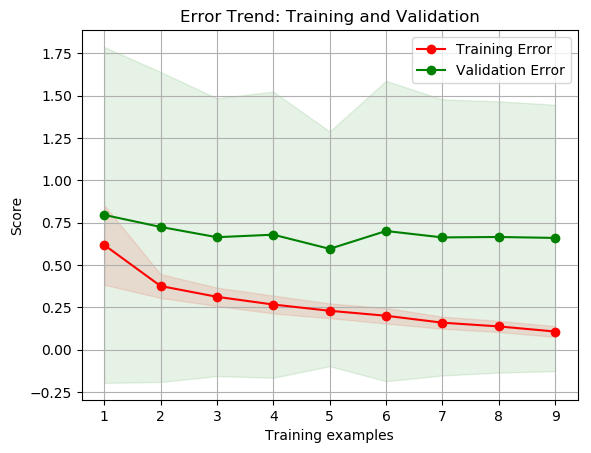 Error Trend: Training and Validation
Training Error
Validation Error
Score
1.75
1.50
1.25
1.00
0.75
0.50
0.25
0.00
−0.25
1 2 3 4 5 6 7 8 9
Training examples